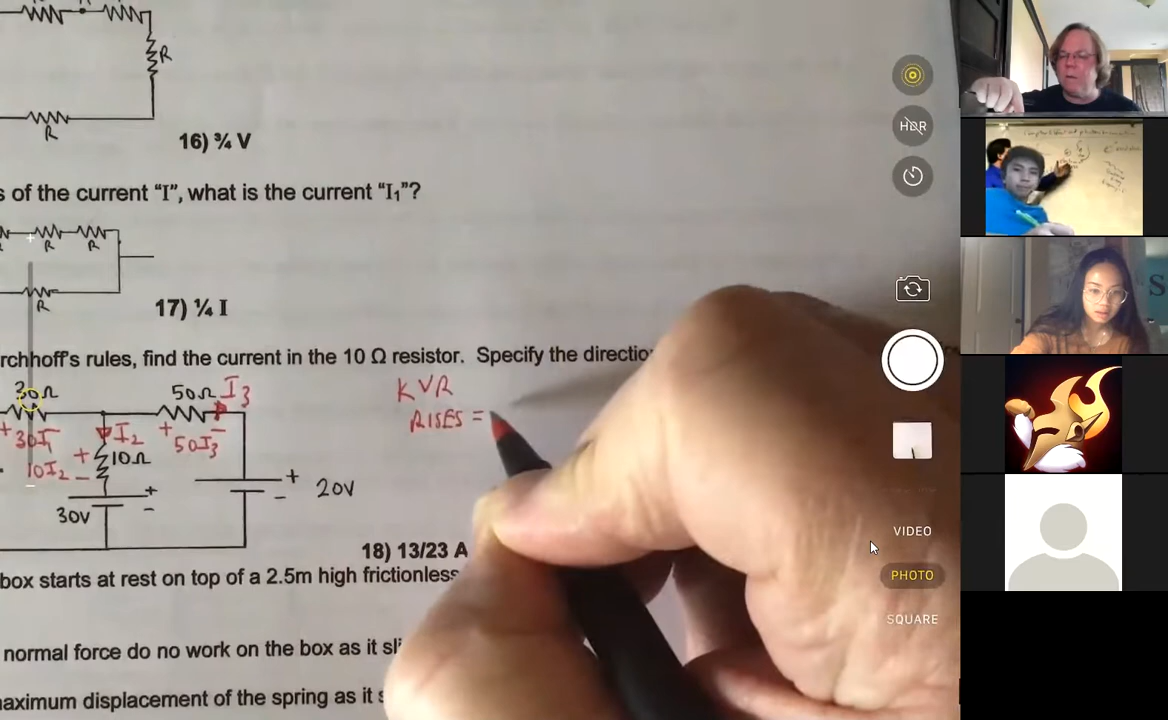 R
R
16) ¾ V
s of the current “I”, what is the current “I₁”?
R R
R
17) ¼ I
rchhoff's rules, find the current in the 10 Ω resistor. Specify the directio
30Ω 50Ω I₃
KVR
RISES =
+ 30I₁ I₂ + 50I₃ −
10I₂ + − 10Ω
+ −
30V
+ −
20V
18) 13/23 A
box starts at rest on top of a 2.5m high frictionless
normal force do no work on the box as it sli
naximum displacement of the spring as it s
HDR
VIDEO
PHOTO
SQUARE
S